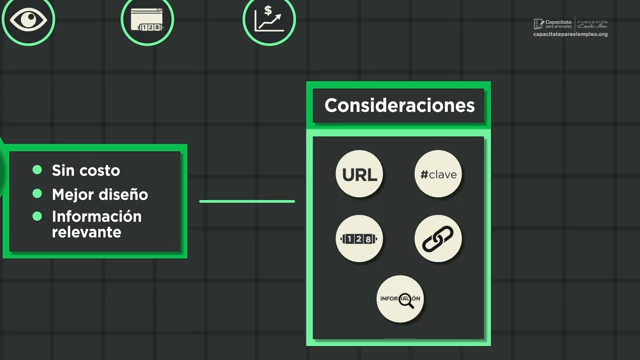 128
$
Capacítate
para el empleo
FUNDACIÓN
Carlos Slim
capacitateparaelempleo.org
Consideraciones
Sin costo
Mejor diseño
Información
relevante
URL
#clave
128
INFORMACIÓN